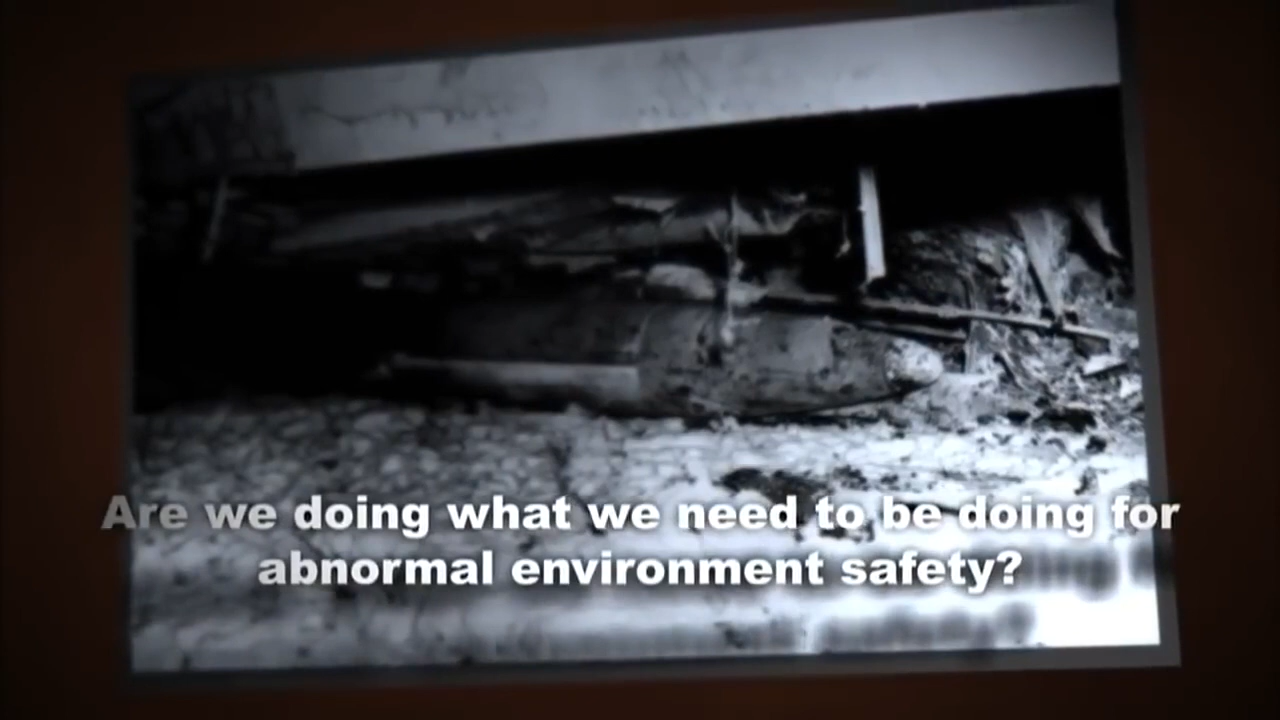 Are we doing what we need to be doing for
abnormal environment safety?